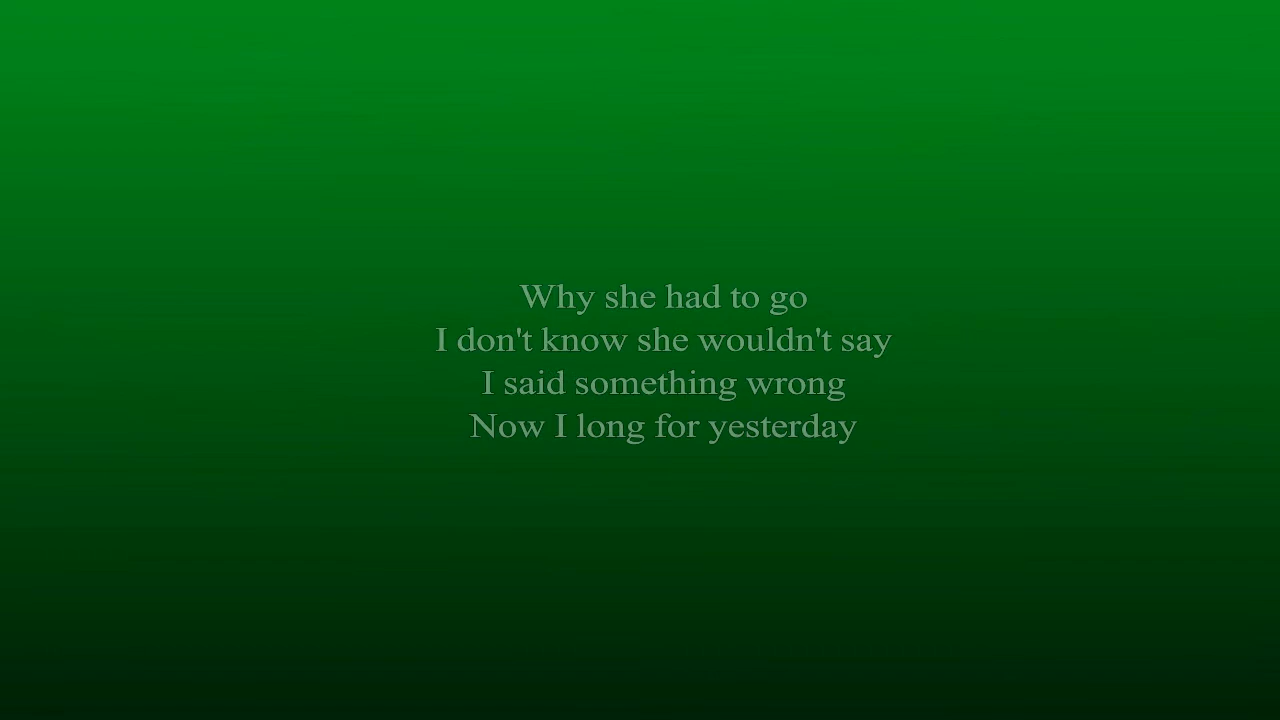 Why she had to go
I don't know she wouldn't say
I said something wrong
Now I long for yesterday